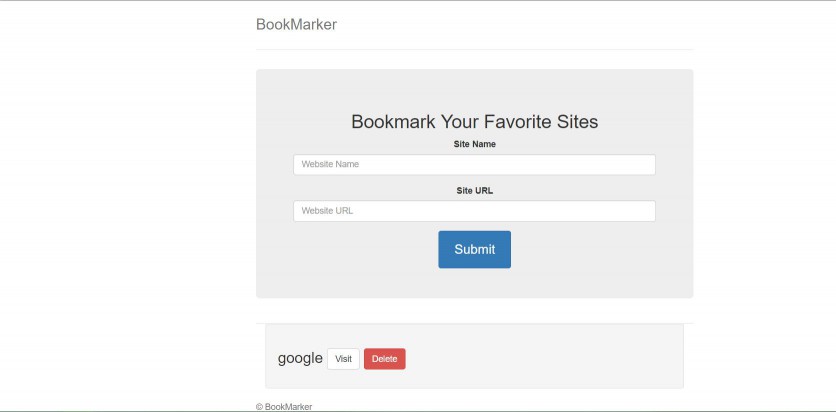 BookMarker
Bookmark Your Favorite Sites
Site Name
Website Name
Site URL
Website URL
Submit
google Visit Delete
© BookMarker